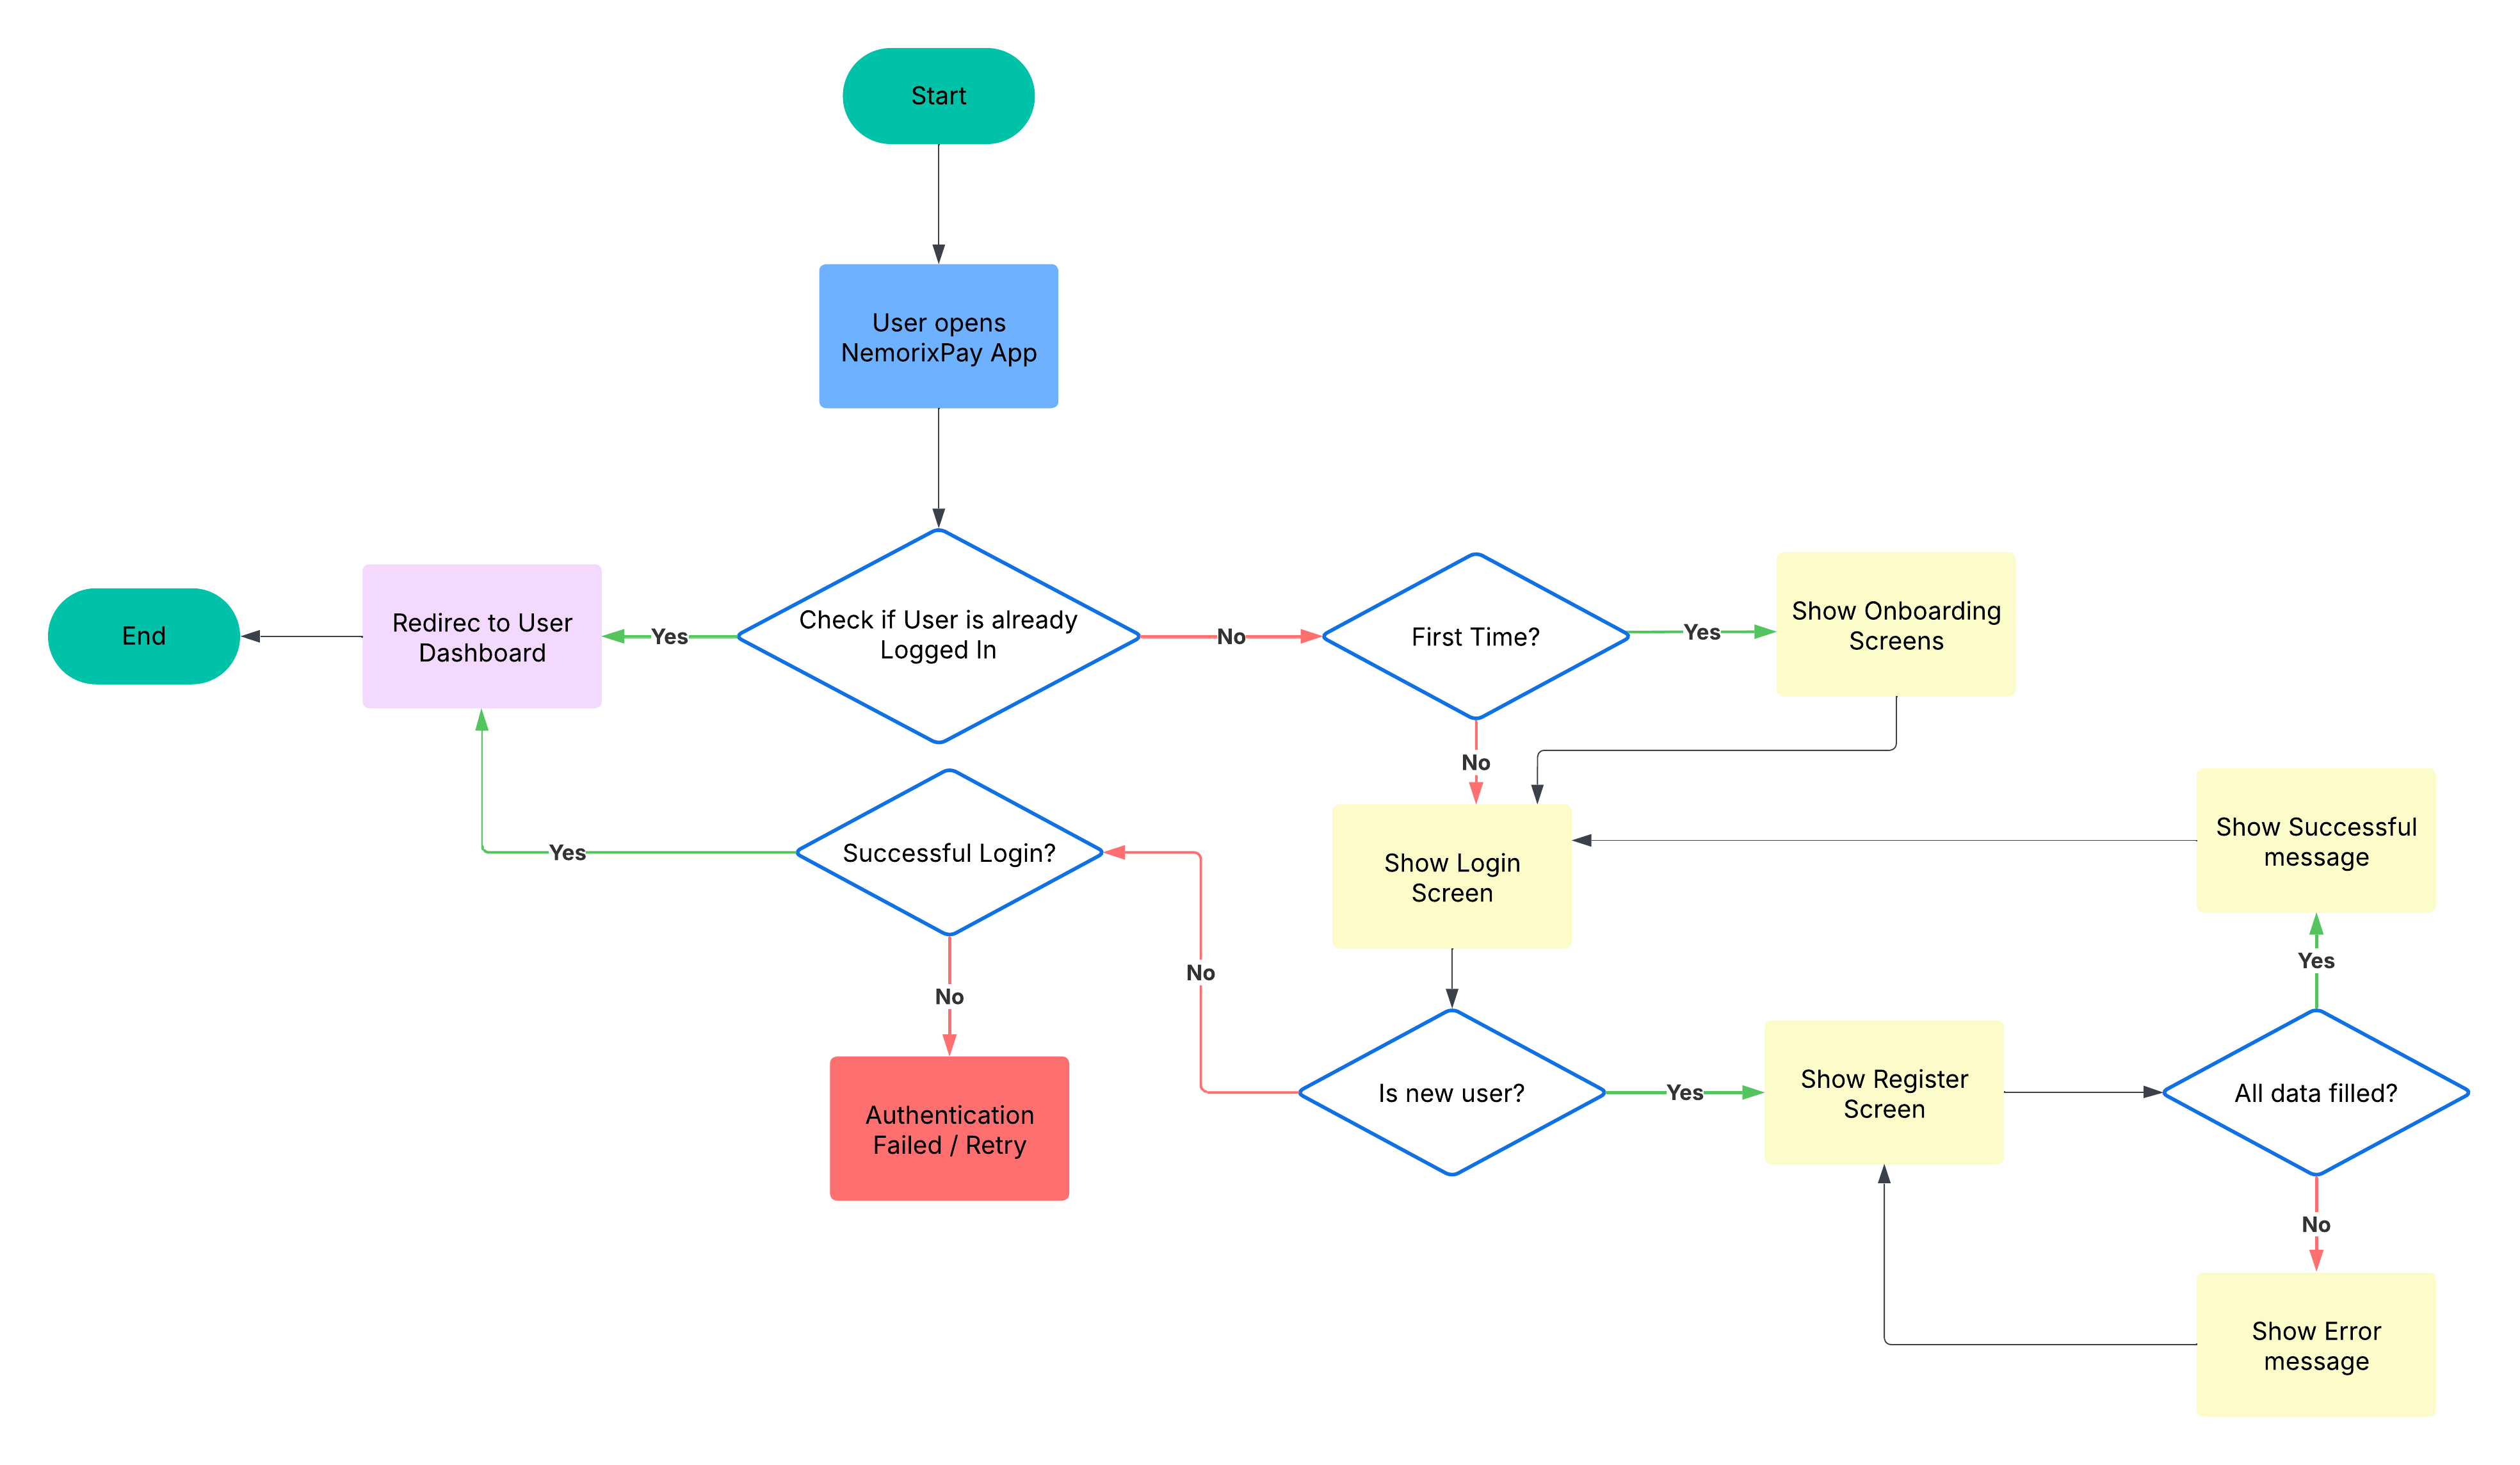 Start
User opens
NemorixPay App
Check if User is already
Logged In
Yes
Redirec to User
Dashboard
End
No
First Time?
Yes
Show Onboarding
Screens
No
Show Login
Screen
Is new user?
No
Successful Login?
Yes
No
Authentication
Failed / Retry
Yes
Show Register
Screen
All data filled?
Yes
Show Successful
message
No
Show Error
message